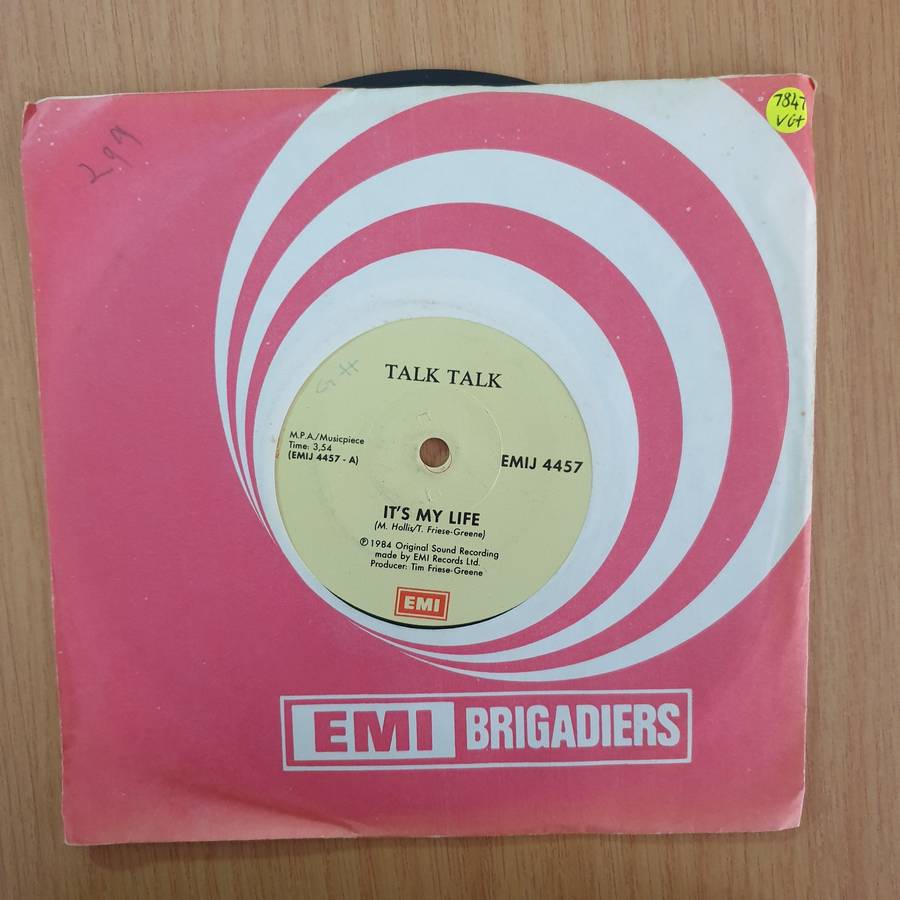 299
7847
VG+
GH
TALK TALK
M.P.A./Musicpiece
Time: 3,54
(EMIJ 4457 - A)
EMIJ 4457
IT'S MY LIFE
(M. Hollis/T. Friese-Greene)
℗ 1984 Original Sound Recording
made by EMI Records Ltd.
Producer: Tim Friese-Greene
EMI
EMI BRIGADIERS